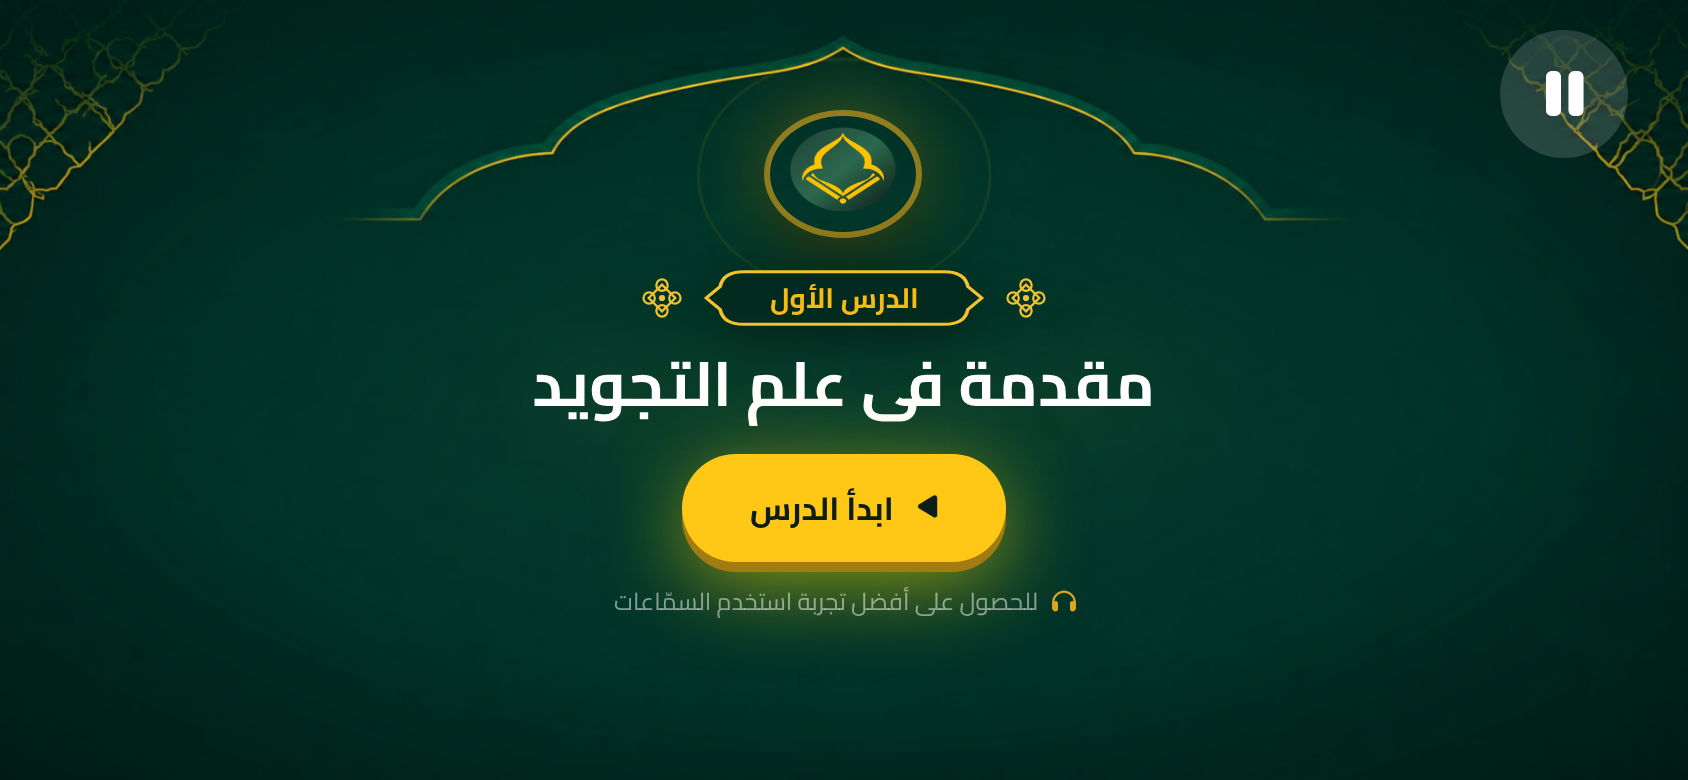 الدرس الأول
مقدمة فى علم التجويد
ابدأ الدرس
للحصول على أفضل تجربة استخدم السمّاعات